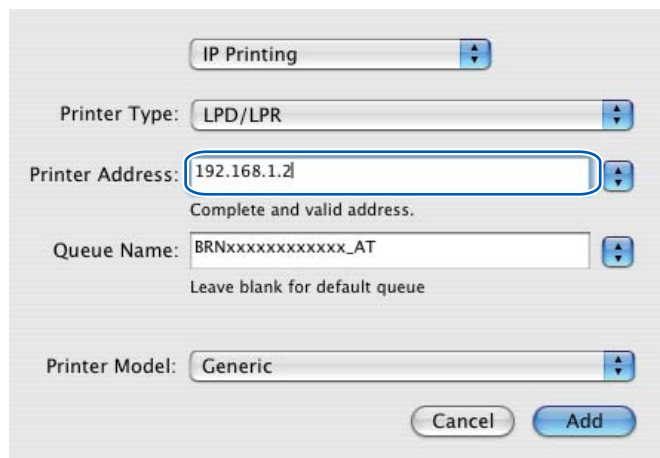 IP Printing
Printer Type: LPD/LPR
Printer Address: 192.168.1.2
Complete and valid address.
Queue Name: BRNxxxxxxxxxxxx_AT
Leave blank for default queue
Printer Model: Generic
Cancel Add